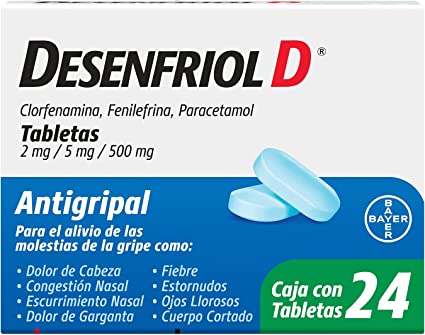 DESENFRIOL D®
Clorfenamina, Fenilefrina, Paracetamol
Tabletas
2 mg / 5 mg / 500 mg
Antigripal
Para el alivio de las
molestias de la gripe como:
• Dolor de Cabeza
• Congestión Nasal
• Escurrimiento Nasal
• Dolor de Garganta
• Fiebre
• Estornudos
• Ojos Llorosos
• Cuerpo Cortado
BAYER
BAYER
Caja con
Tabletas 24